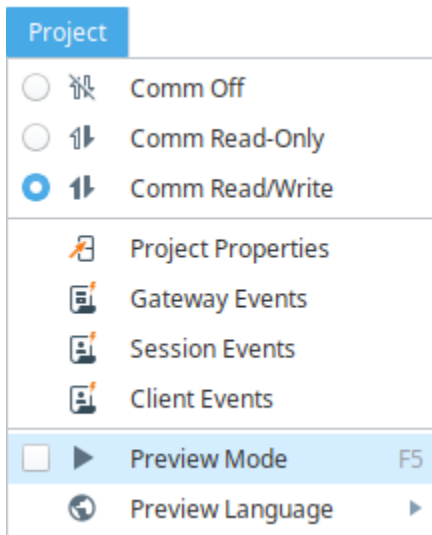 Project
Comm Off
Comm Read-Only
Comm Read/Write
Project Properties
Gateway Events
Session Events
Client Events
Preview Mode F5
Preview Language